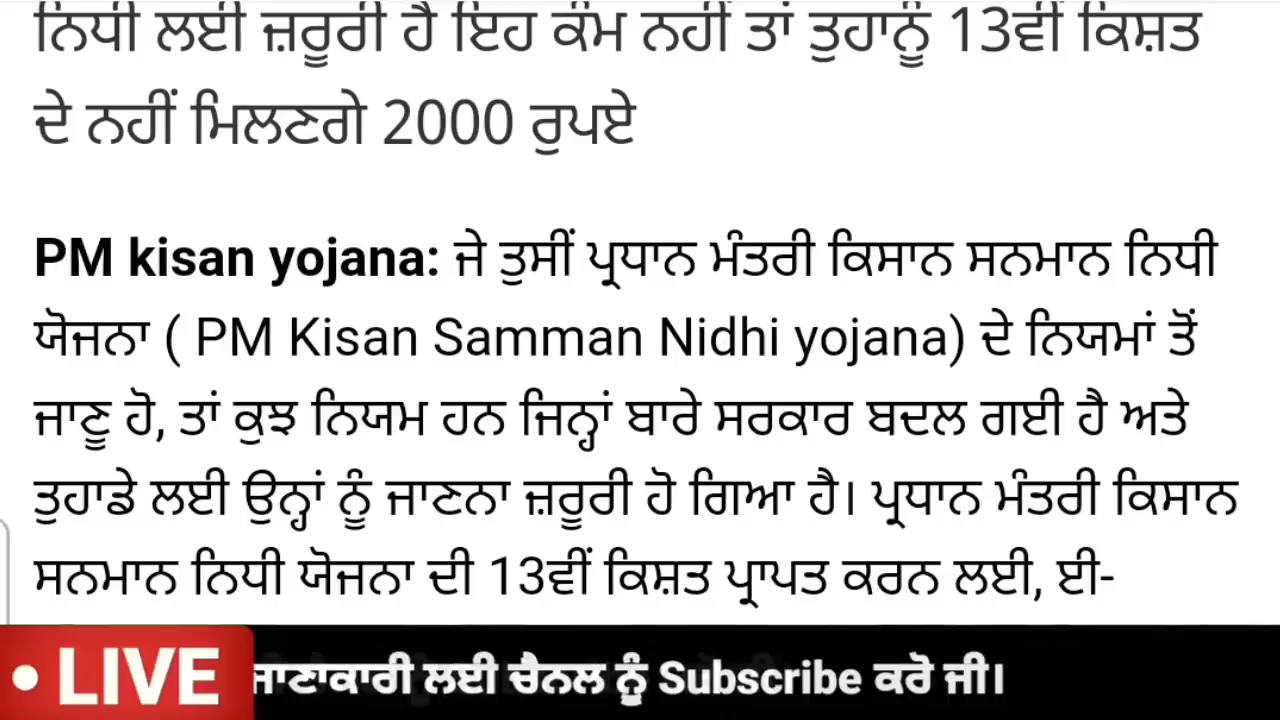 ਨਿਧੀ ਲਈ ਜ਼ਰੂਰੀ ਹੈ ਇਹ ਕੰਮ ਨਹੀਂ ਤਾਂ ਤੁਹਾਨੂੰ 13ਵੀਂ ਕਿਸ਼ਤ
ਦੇ ਨਹੀਂ ਮਿਲਣਗੇ 2000 ਰੁਪਏ
PM kisan yojana: ਜੇ ਤੁਸੀਂ ਪ੍ਰਧਾਨ ਮੰਤਰੀ ਕਿਸਾਨ ਸਨਮਾਨ ਨਿਧੀ
ਯੋਜਨਾ ( PM Kisan Samman Nidhi yojana) ਦੇ ਨਿਯਮਾਂ ਤੋਂ
ਜਾਣੂ ਹੋ, ਤਾਂ ਕੁਝ ਨਿਯਮ ਹਨ ਜਿਨ੍ਹਾਂ ਬਾਰੇ ਸਰਕਾਰ ਬਦਲ ਗਈ ਹੈ ਅਤੇ
ਤੁਹਾਡੇ ਲਈ ਉਨ੍ਹਾਂ ਨੂੰ ਜਾਣਨਾ ਜ਼ਰੂਰੀ ਹੋ ਗਿਆ ਹੈ। ਪ੍ਰਧਾਨ ਮੰਤਰੀ ਕਿਸਾਨ
ਸਨਮਾਨ ਨਿਧੀ ਯੋਜਨਾ ਦੀ 13ਵੀਂ ਕਿਸ਼ਤ ਪ੍ਰਾਪਤ ਕਰਨ ਲਈ, ਈ-
LIVE ਜਾਣਕਾਰੀ ਲਈ ਚੈਨਲ ਨੂੰ Subscribe ਕਰੋ ਜੀ।